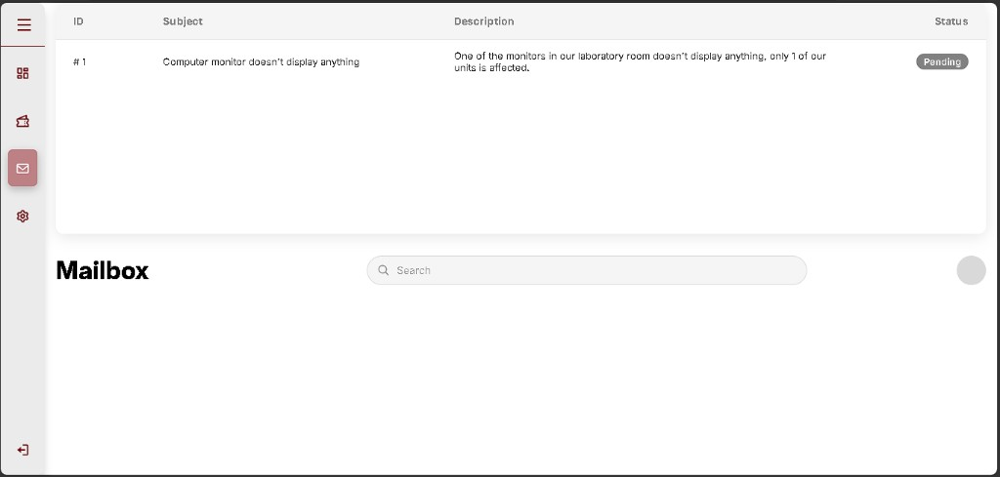 ID Subject Description Status
# 1 Computer monitor doesn't display anything One of the monitors in our laboratory room doesn't display anything, only 1 of our
units is affected. Pending
Mailbox Search